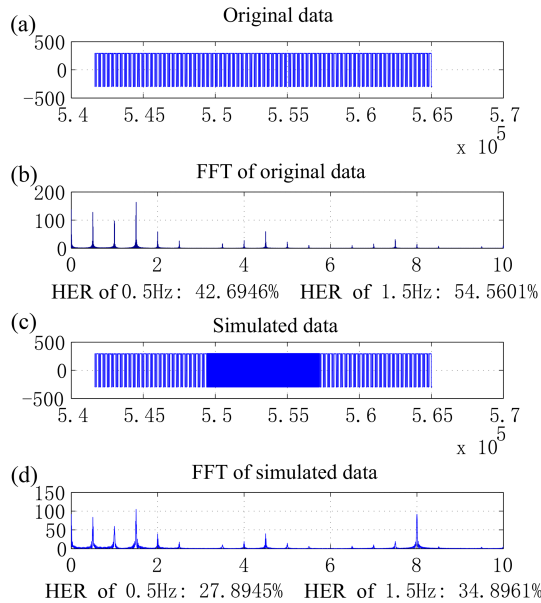 (a)
Original data
500
0
−500
5.4 5.45 5.5 5.55 5.6 5.65 5.7
x 10^5
(b)
FFT of original data
200
100
0
0 2 4 6 8 10
HER of 0.5Hz: 42.6946% HER of 1.5Hz: 54.5601%
(c)
Simulated data
500
0
−500
5.4 5.45 5.5 5.55 5.6 5.65 5.7
x 10^5
(d)
FFT of simulated data
150
100
50
0
0 2 4 6 8 10
HER of 0.5Hz: 27.8945% HER of 1.5Hz: 34.8961%